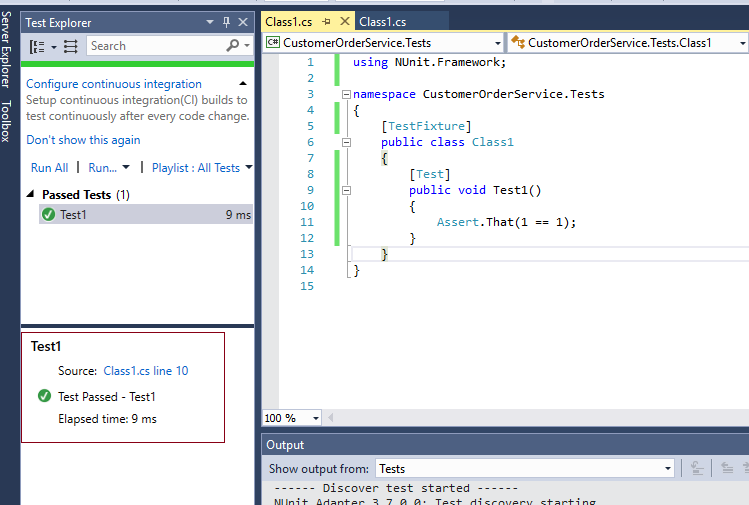 Server Explorer
Toolbox
Test Explorer
Search
Configure continuous integration
Setup continuous integration(CI) builds to
test continuously after every code change.
Don't show this again
Run All | Run... | Playlist : All Tests
Passed Tests (1)
Test1 9 ms
Test1
Source: Class1.cs line 10
Test Passed - Test1
Elapsed time: 9 ms
Class1.cs Class1.cs
C# CustomerOrderService.Tests CustomerOrderService.Tests.Class1
1 using NUnit.Framework;
2
3 namespace CustomerOrderService.Tests
4 {
5 [TestFixture]
6 public class Class1
7 {
8 [Test]
9 public void Test1()
10 {
11 Assert.That(1 == 1);
12 }
13 }
14 }
15
100 %
Output
Show output from: Tests
------ Discover test started ------
NUnit Adapter 3.7.0.0: Test discovery starting